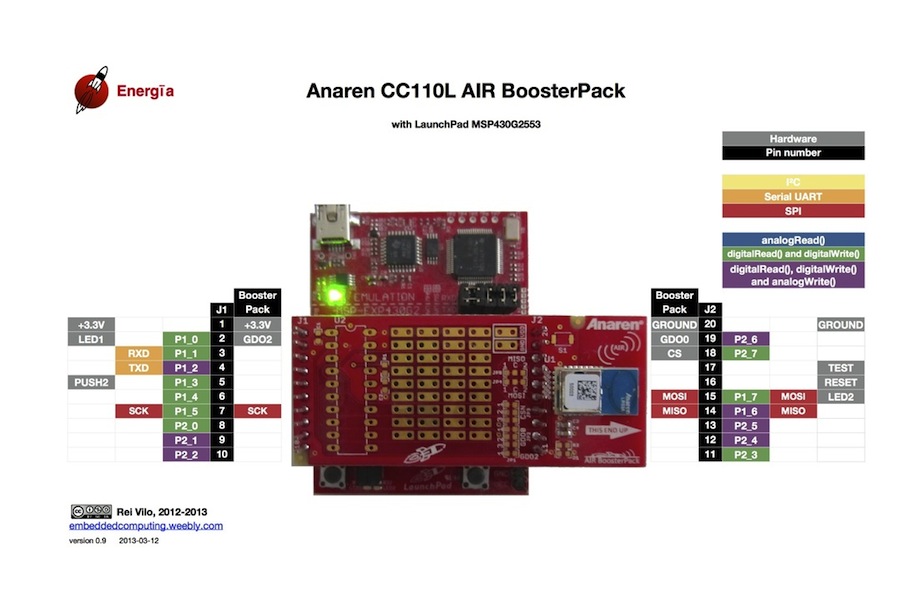 Energïa
Anaren CC110L AIR BoosterPack
with LaunchPad MSP430G2553
Hardware
Pin number
I²C
Serial UART
SPI
analogRead()
digitalRead() and digitalWrite()
digitalRead(), digitalWrite()
and analogWrite()
J1 Booster Pack
+3.3V 1 +3.3V
LED1 P1_0 2 GDO2
RXD P1_1 3
TXD P1_2 4
PUSH2 P1_3 5
P1_4 6
SCK P1_5 7 SCK
P2_0 8
P2_1 9
P2_2 10
Booster Pack J2
GROUND 20 GROUND
GDO0 19 P2_6
CS 18 P2_7
17 TEST
16 RESET
MOSI 15 P1_7 MOSI LED2
MISO 14 P1_6 MISO
13 P2_5
12 P2_4
11 P2_3
EMULATION
J1
U2
J2
Anaren®
AIR
S1
MISO
U1
MOSI
THIS END UP
GDO2
AIR BoosterPack
LaunchPad
cc
Rei Vilo, 2012-2013
embeddedcomputing.weebly.com
version 0.9 2013-03-12